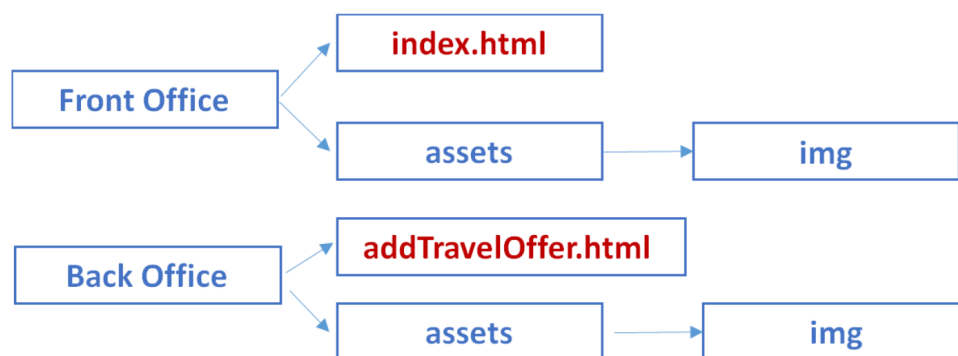 index.html
Front Office
assets
img
addTravelOffer.html
Back Office
assets
img